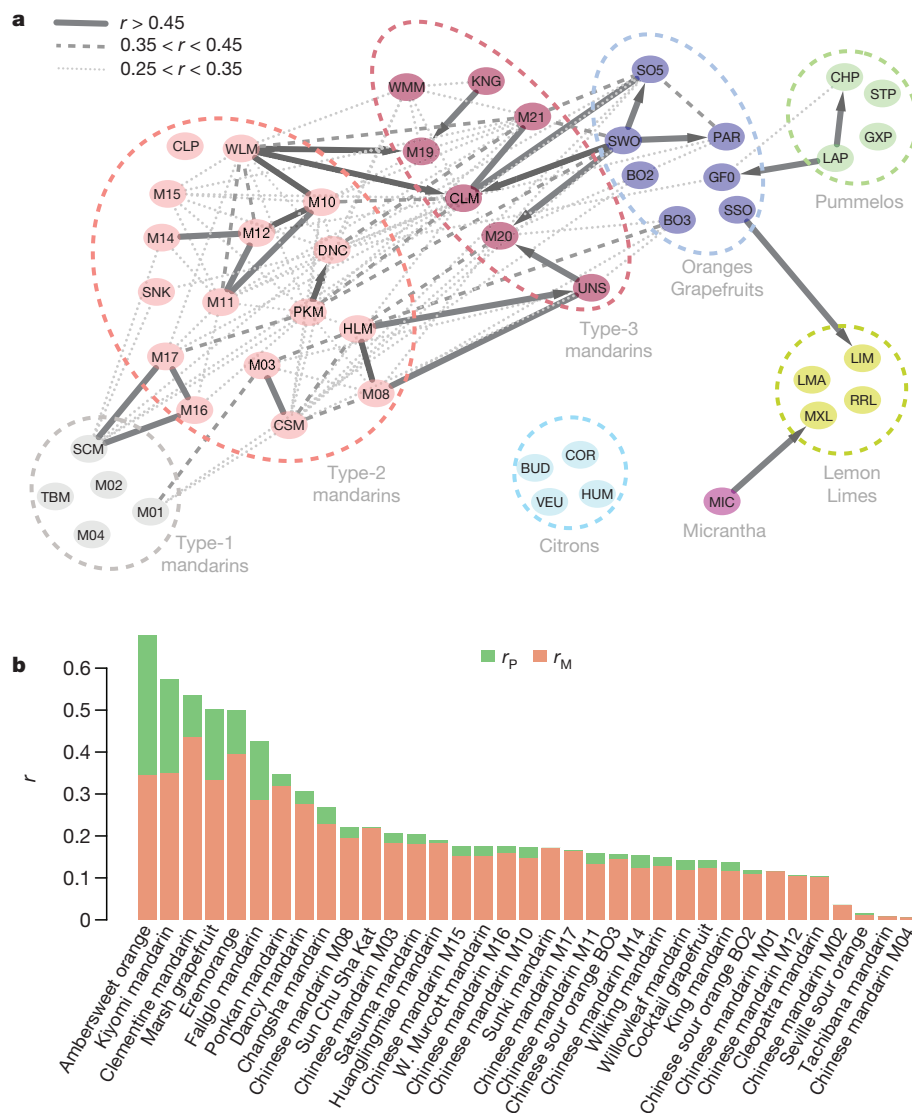 a
r > 0.45
0.35 < r < 0.45
0.25 < r < 0.35
WMM
KNG
M21
M19
CLM
M20
UNS
Type-3
mandarins
SO5
SWO
PAR
BO2
GF0
BO3
SSO
Oranges
Grapefruits
CHP
STP
GXP
LAP
Pummelos
CLP
WLM
M15
M10
M14
M12
DNC
SNK
M11
PKM
HLM
M17
M03
M08
M16
CSM
Type-2
mandarins
SCM
M02
TBM
M01
M04
Type-1
mandarins
BUD
COR
VEU
HUM
Citrons
MIC
Micrantha
LIM
LMA
RRL
MXL
Lemon
Limes
b
rP
rM
r
0.6
0.5
0.4
0.3
0.2
0.1
0
Ambersweet orange
Kiyomi mandarin
Clementine mandarin
Marsh grapefruit
Eremorange
Fallglo mandarin
Ponkan mandarin
Dancy mandarin
Changsha mandarin
Chinese mandarin M08
Sun Chu Sha Kat
Chinese mandarin M03
Satsuma mandarin
Huanglingmiao mandarin
Chinese mandarin M15
W. Murcott mandarin
Chinese mandarin M16
Chinese mandarin M10
Sunki mandarin
Chinese mandarin M17
Chinese mandarin M11
Chinese sour orange BO3
Chinese mandarin M14
Wilking mandarin
Willowleaf mandarin
Cocktail grapefruit
King mandarin
Chinese sour orange BO2
Chinese mandarin M01
Chinese mandarin M12
Cleopatra mandarin
Chinese mandarin M02
Seville sour orange
Tachibana mandarin
Chinese mandarin M04